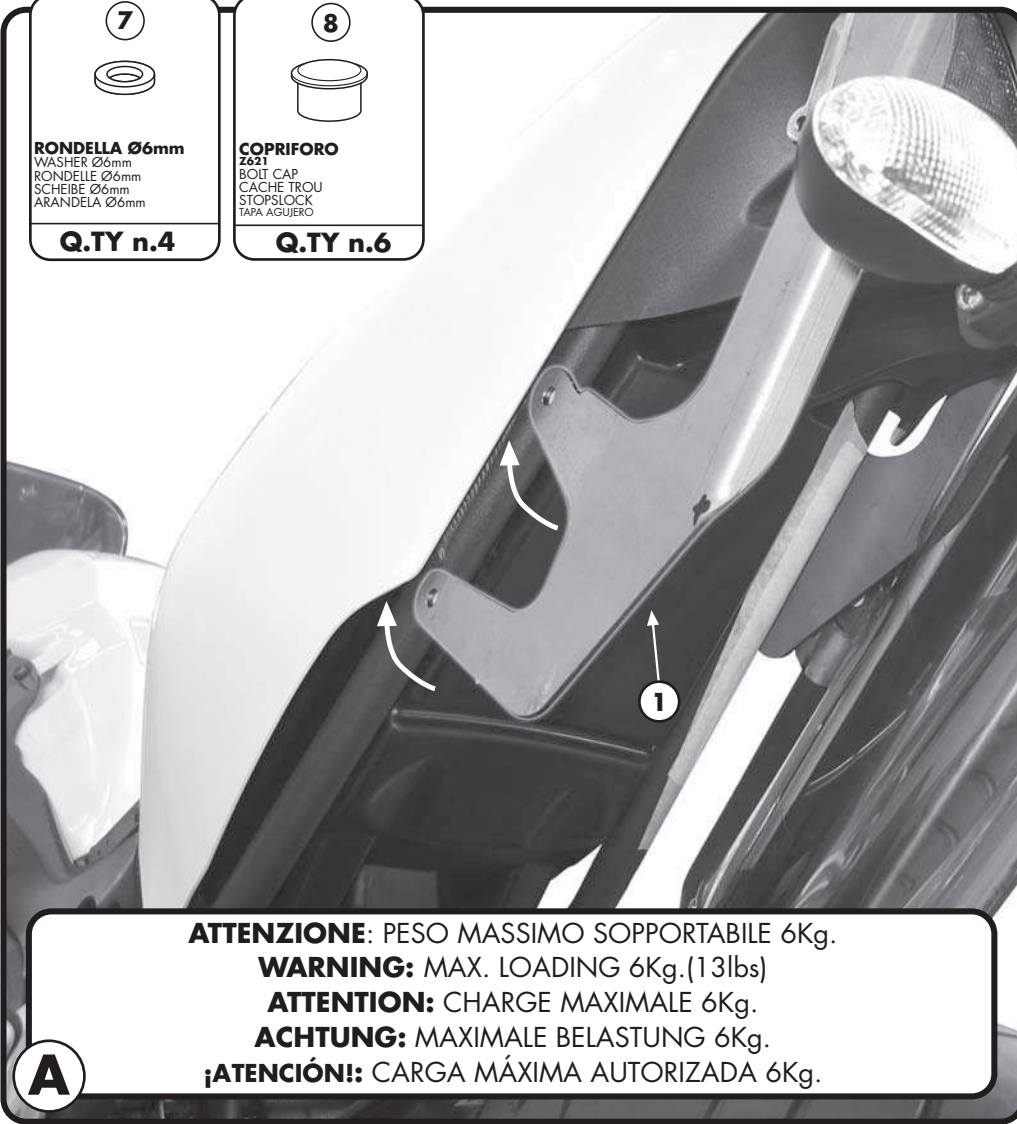 7
RONDELLA Ø6mm
WASHER Ø6mm
RONDELLE Ø6mm
SCHEIBE Ø6mm
ARANDELA Ø6mm
Q.TY n.4
8
COPRIFORO
Z621
BOLT CAP
CACHE TROU
STOPSLOCK
TAPA AGUJERO
Q.TY n.6
1
ATTENZIONE: PESO MASSIMO SOPPORTABILE 6Kg.
WARNING: MAX. LOADING 6Kg.(13lbs)
ATTENTION: CHARGE MAXIMALE 6Kg.
ACHTUNG: MAXIMALE BELASTUNG 6Kg.
¡ATENCIÓN!: CARGA MÁXIMA AUTORIZADA 6Kg.
A